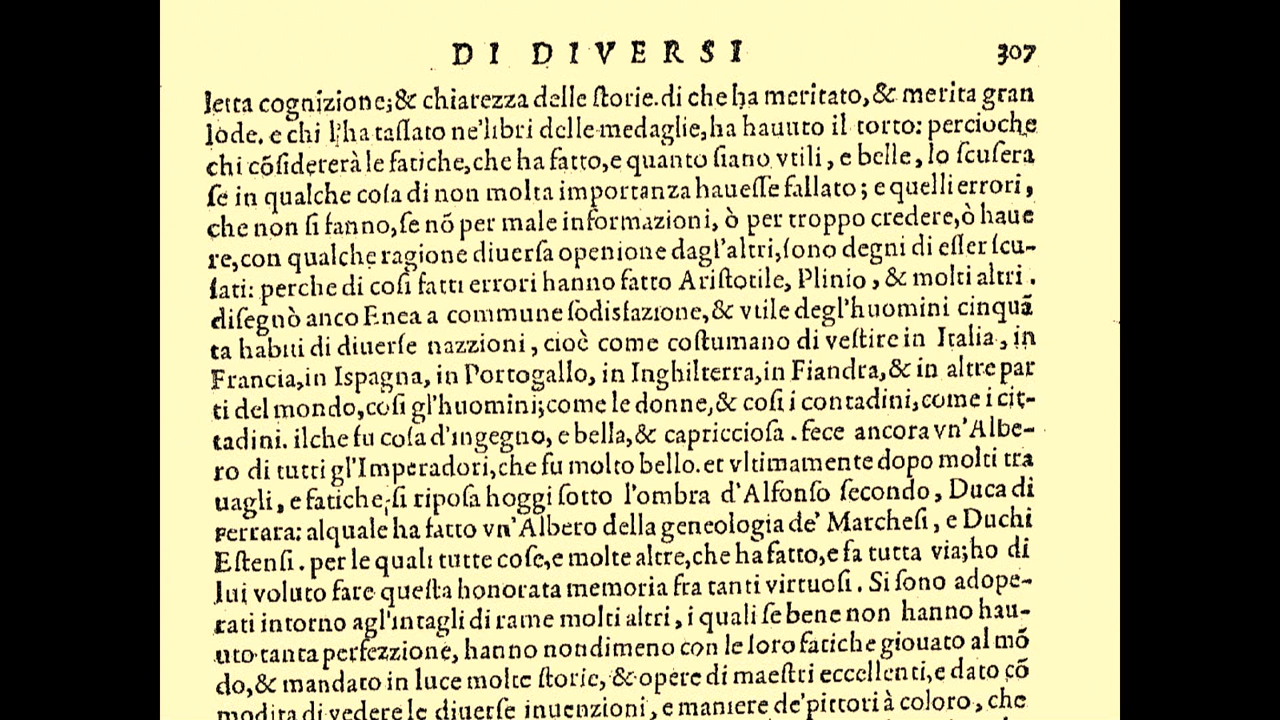 DI DIVERSI 307
letta cognizione;& chiarezza delle ſtorie.di che ha meritato,& merita gran
lode. e chi l'ha taſſato ne'libri delle medaglie,ha hauuto il torto: percioche
chi cõſidererà le fatiche,che ha fatto,e quanto ſiano vtili, e belle, lo ſcuſera
ſe in qualche coſa di non molta importanza haueſſe fallato; e quelli errori,
che non ſi fanno,ſe nõ per male informazioni, ò per troppo credere,ò haue
re,con qualche ragione diuerſa openione dagl'altri,ſono degni di eſſer ſcu-
ſati: perche di coſi fatti errori hanno fatto Ariſtotile, Plinio, & molti altri.
diſegnò anco Enea a commune ſodisfazione,& vtile degl'huomini cinquã
ta habiti di diuerſe nazzioni, cioè come coſtumano di veſtire in Italia, in
Francia,in Iſpagna, in Portogallo, in Inghilterra,in Fiandra,& in altre par
ti del mondo,coſi gl'huomini;come le donne,& coſi i contadini,come i cit-
tadini. ilche fu coſa d'ingegno, e bella,& capriccioſa. fece ancora vn'Albe-
ro di tutti gl'Imperadori,che fu molto bello.et vltimamente dopo molti tra
uagli, e fatiche,ſi ripoſa hoggi ſotto l'ombra d'Alfonſo ſecondo, Duca di
Ferrara: alquale ha fatto vn'Albero della geneologia de' Marcheſi, e Duchi
Eſtenſi. per le quali tutte coſe,e molte altre,che ha fatto,e fa tutta via;ho di
lui voluto fare queſta honorata memoria fra tanti virtuoſi. Si ſono adope-
rati intorno agl'intagli di rame molti altri, i quali ſe bene non hanno hau-
uto tanta perfezzione, hanno nondimeno con le loro fatiche giouato al mõ
do,& mandato in luce molte ſtorie, & opere di maeſtri eccellenti,e dato cõ
modita di vedere le diuerſe inuenzioni, e maniere de'pittori à coloro, che